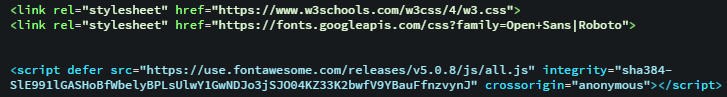 <link rel="stylesheet" href="https://www.w3schools.com/w3css/4/w3.css">
<link rel="stylesheet" href="https://fonts.googleapis.com/css?family=Open+Sans|Roboto">
<script defer src="https://use.fontawesome.com/releases/v5.0.8/js/all.js" integrity="sha384-
SlE991lGASHoBfWbelyBPLsUlwY1GwNDJo3jSJO04KZ33K2bwfV9YBauFfnzvynJ" crossorigin="anonymous"></script>